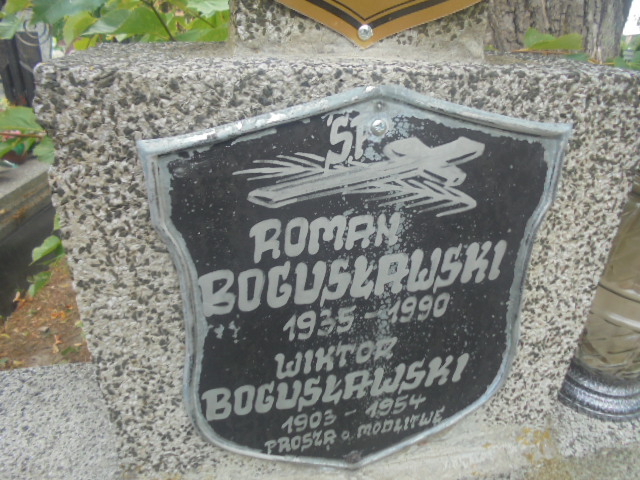 ŚP
ROMAN
BOGUSŁAWSKI
1935-1990
WIKTOR
BOGUSŁAWSKI
1903-1954
PROSZĄ O MODLITWĘ